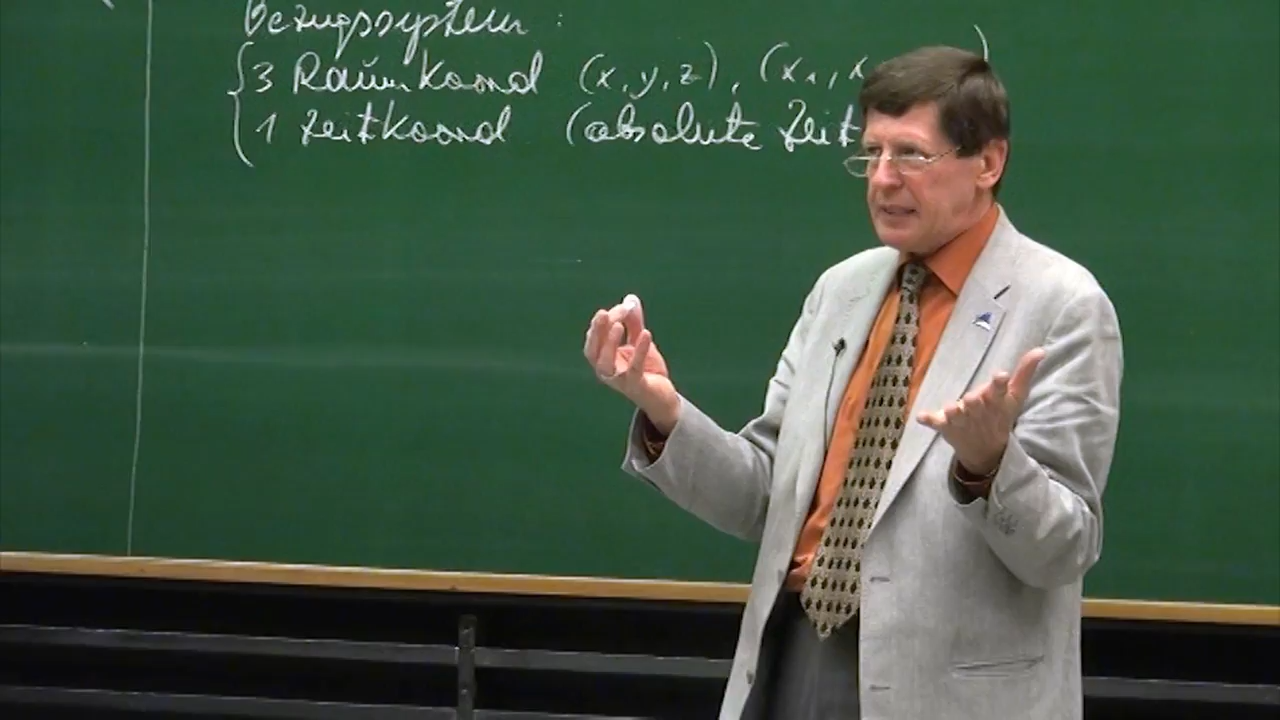 Bezugssystem :
3 Raumkoord (x, y, z), (x₁, x )
1 Zeitkoord (absolute Zeit